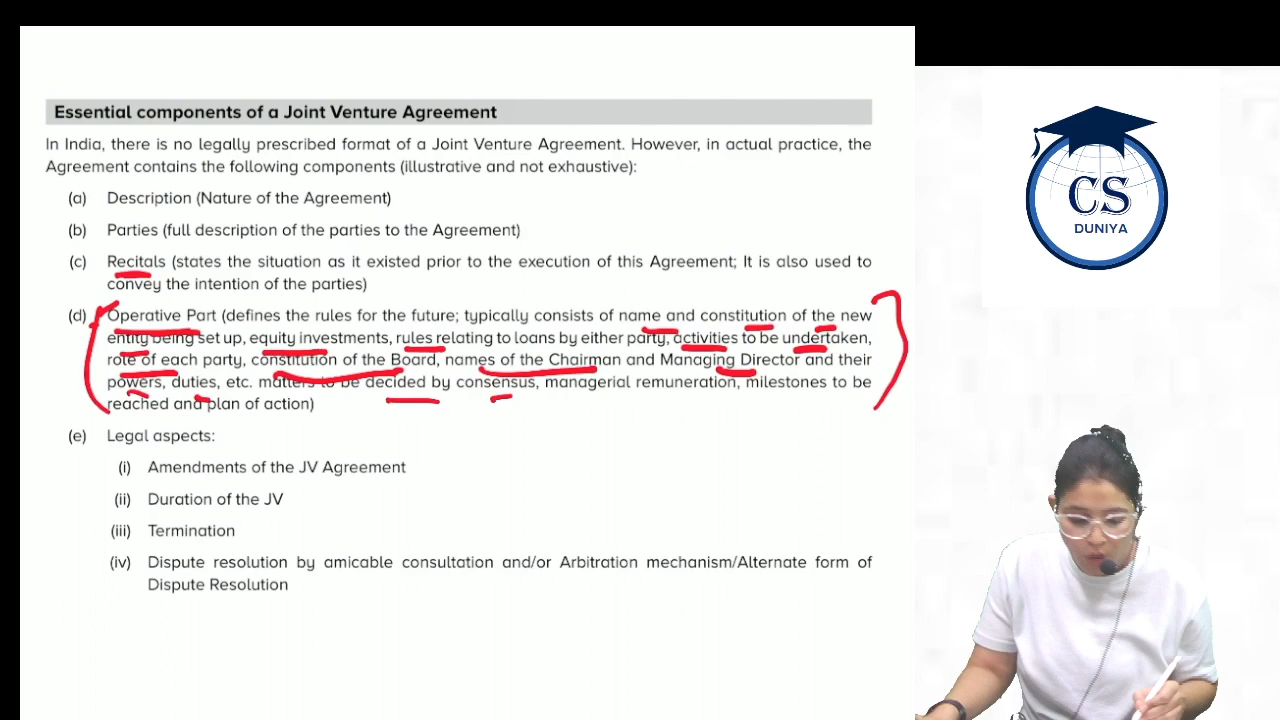 Essential components of a Joint Venture Agreement
In India, there is no legally prescribed format of a Joint Venture Agreement. However, in actual practice, the
Agreement contains the following components (illustrative and not exhaustive):
(a) Description (Nature of the Agreement)
(b) Parties (full description of the parties to the Agreement)
(c) Recitals (states the situation as it existed prior to the execution of this Agreement; It is also used to
convey the intention of the parties)
(d) Operative Part (defines the rules for the future; typically consists of name and constitution of the new
entity being set up, equity investments, rules relating to loans by either party, activities to be undertaken,
role of each party, constitution of the Board, names of the Chairman and Managing Director and their
powers, duties, etc. matters to be decided by consensus, managerial remuneration, milestones to be
reached and plan of action)
(e) Legal aspects:
(i) Amendments of the JV Agreement
(ii) Duration of the JV
(iii) Termination
(iv) Dispute resolution by amicable consultation and/or Arbitration mechanism/Alternate form of
Dispute Resolution
CS
DUNIYA